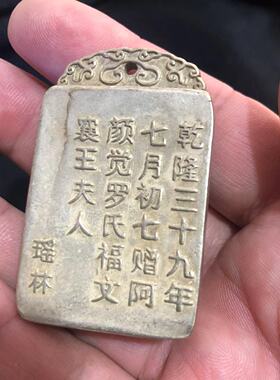 乾隆三十九年
七月初七赠阿
颜觉罗氏福文
襄王夫人
瑶林